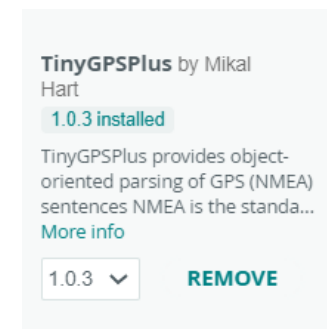 TinyGPSPlus by Mikal
Hart
1.0.3 installed
TinyGPSPlus provides object-
oriented parsing of GPS (NMEA)
sentences NMEA is the standa...
More info
1.0.3
REMOVE